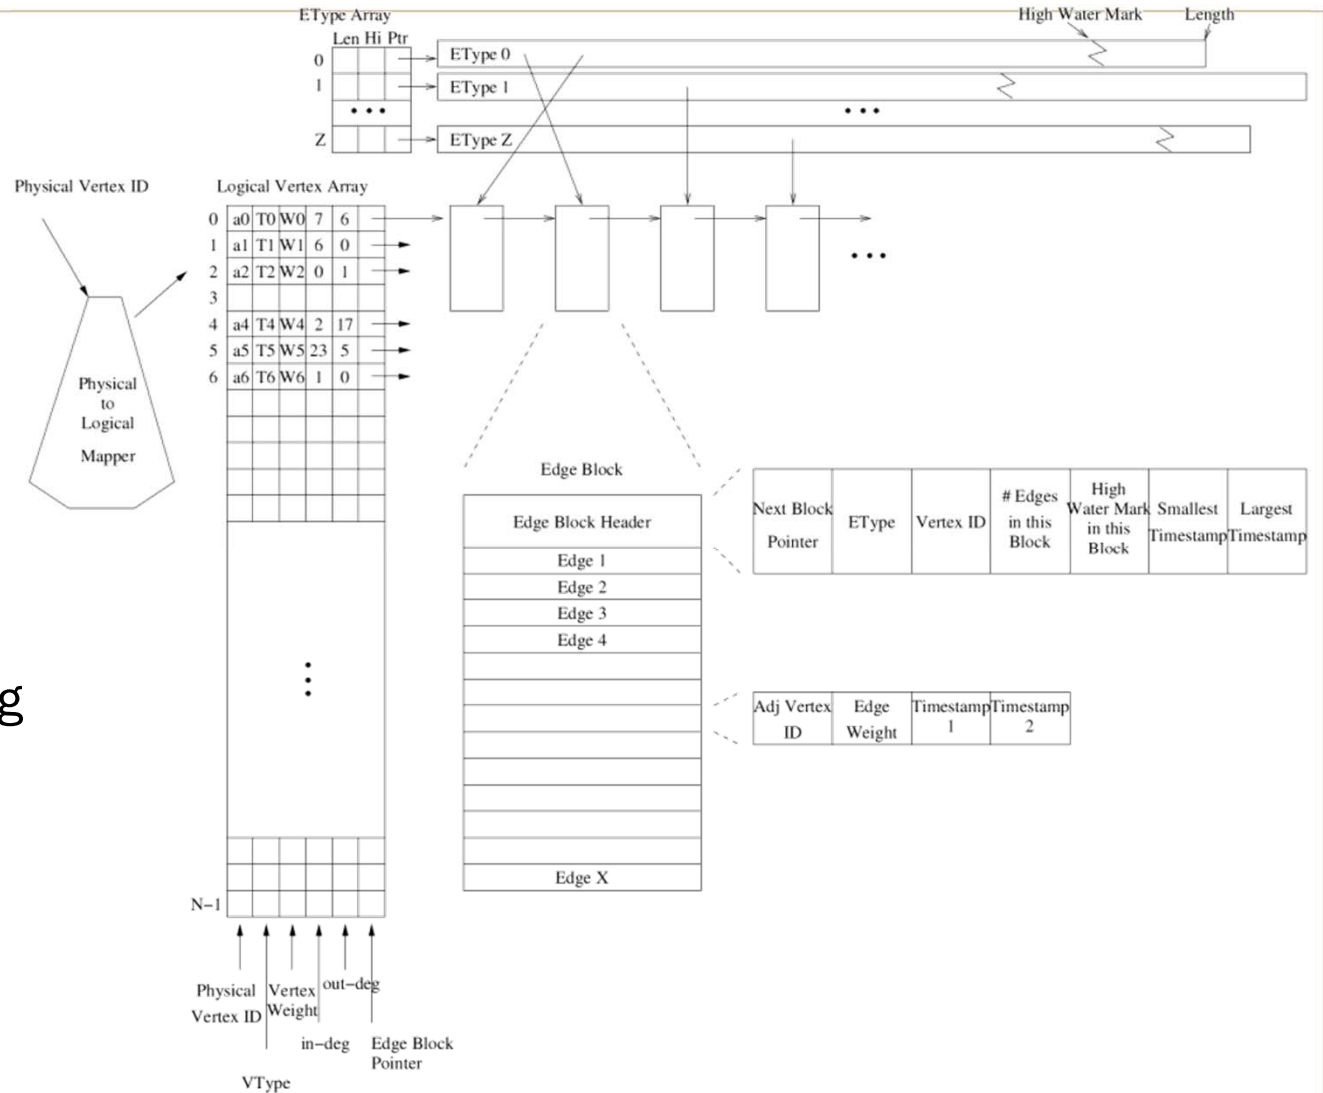 EType Array
Len Hi Ptr
High Water Mark
Length
0
EType 0
1
EType 1
• • •
• • •
Z
EType Z
Physical Vertex ID
Logical Vertex Array
0 a0 T0 W0 7 6
1 a1 T1 W1 6 0
2 a2 T2 W2 0 1
3
4 a4 T4 W4 2 17
5 a5 T5 W5 23 5
6 a6 T6 W6 1 0
• • •
Physical
to
Logical
Mapper
Edge Block
Edge Block Header
Edge 1
Edge 2
Edge 3
Edge 4
Edge X
Next Block
Pointer
EType
Vertex ID
# Edges
in this
Block
High
Water Mark
in this
Block
Smallest
Timestamp
Largest
Timestamp
g
Adj Vertex
ID
Edge
Weight
Timestamp
1
Timestamp
2
N−1
Physical
Vertex ID
VType
Vertex
Weight
in−deg
out−deg
Edge Block
Pointer